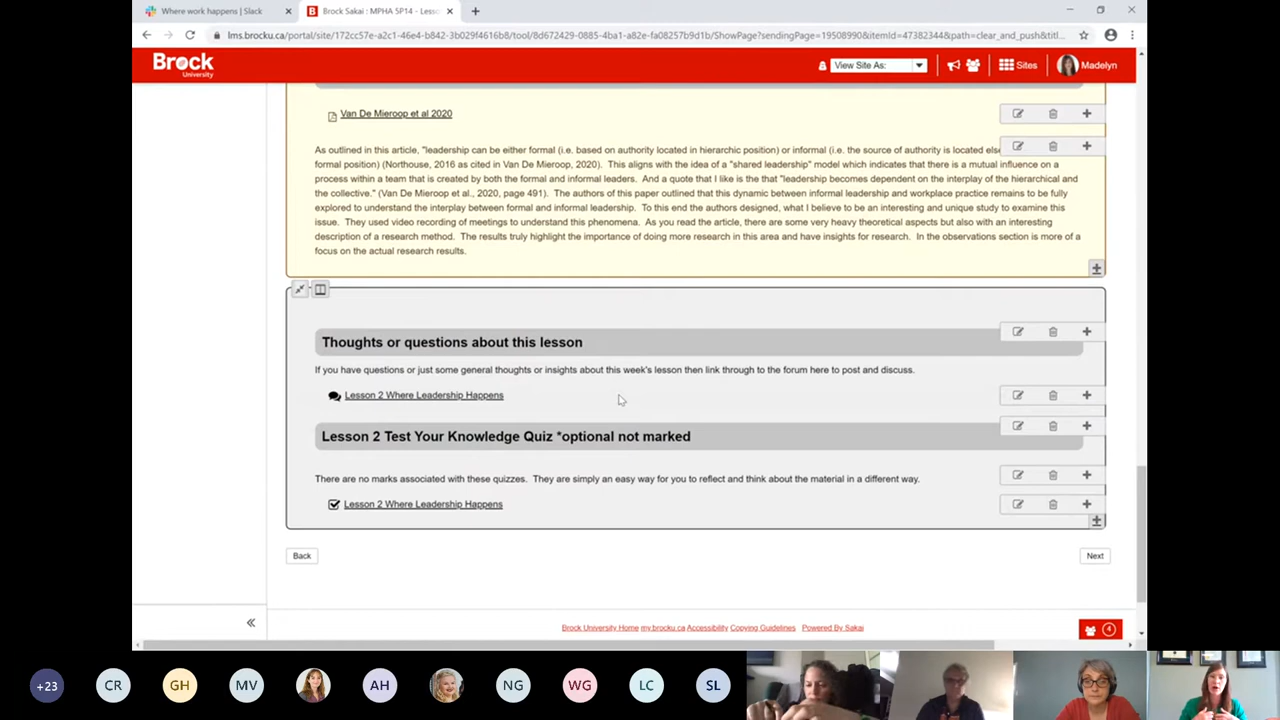 Where work happens | Slack
Brock Sakai : MPHA 5P14 - Less
lms.brocku.ca/portal/site/172cc57e-a2c1-46e4-b842-3b029f4616b8/tool/8d672429-0885-4ba1-a82e-fa08257b9d1b/ShowPage?sendingPage=19508990&itemId=47382344&path=clear_and_push&titl...
Brock
University
View Site As:
Sites
Madelyn
Van De Mieroop et al 2020
As outlined in this article, "leadership can be either formal (i.e. based on authority located in hierarchic position) or informal (i.e. the source of authority is located else
formal position) (Northouse, 2016 as cited in Van De Mieroop, 2020). This aligns with the idea of a "shared leadership" model which indicates that there is a mutual influence on a
process within a team that is created by both the formal and informal leaders. And a quote that I like is the that "leadership becomes dependent on the interplay of the hierarchical and
the collective." (Van De Mieroop et al., 2020, page 491). The authors of this paper outlined that this dynamic between informal leadership and workplace practice remains to be fully
explored to understand the interplay between formal and informal leadership. To this end the authors designed, what I believe to be an interesting and unique study to examine this
issue. They used video recording of meetings to understand this phenomena. As you read the article, there are some very heavy theoretical aspects but also with an interesting
description of a research method. The results truly highlight the importance of doing more research in this area and have insights for research. In the observations section is more of a
focus on the actual research results.
Thoughts or questions about this lesson
If you have questions or just some general thoughts or insights about this week's lesson then link through to the forum here to post and discuss.
Lesson 2 Where Leadership Happens
Lesson 2 Test Your Knowledge Quiz *optional not marked
There are no marks associated with these quizzes. They are simply an easy way for you to reflect and think about the material in a different way.
Lesson 2 Where Leadership Happens
Back
Next
Brock University Home my.brocku.ca Accessibility Copying Guidelines Powered By Sakai
4
+23
CR
GH
MV
AH
NG
WG
LC
SL